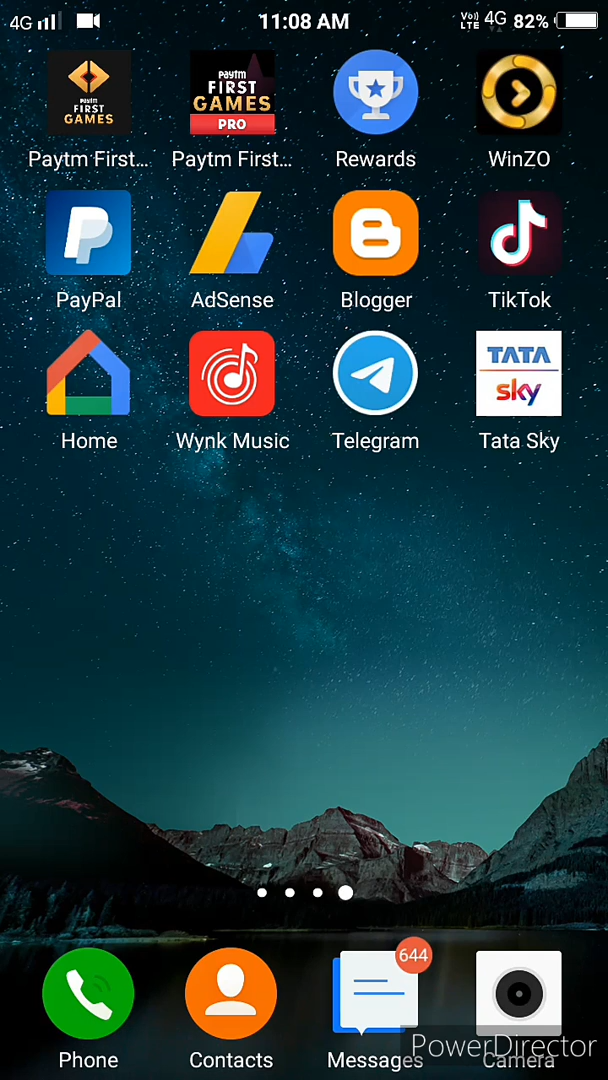 4G 11:08 AM Vo)) LTE 4G 82%
Paytm FIRST GAMES
Paytm FIRST GAMES PRO
Paytm First... Paytm First... Rewards WinZO
PayPal AdSense Blogger TikTok
TATA
sky
Home Wynk Music Telegram Tata Sky
644
Phone Contacts Messages Camera
PowerDirector